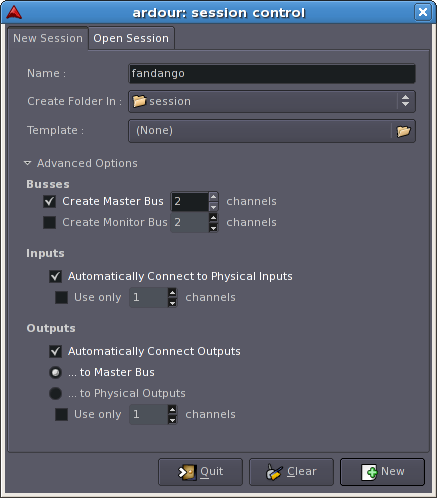 ardour: session control
New Session Open Session
Name : fandango
Create Folder In : session
Template : (None)
Advanced Options
Busses
Create Master Bus 2 channels
Create Monitor Bus 2 channels
Inputs
Automatically Connect to Physical Inputs
Use only 1 channels
Outputs
Automatically Connect Outputs
... to Master Bus
... to Physical Outputs
Use only 1 channels
Quit Clear New